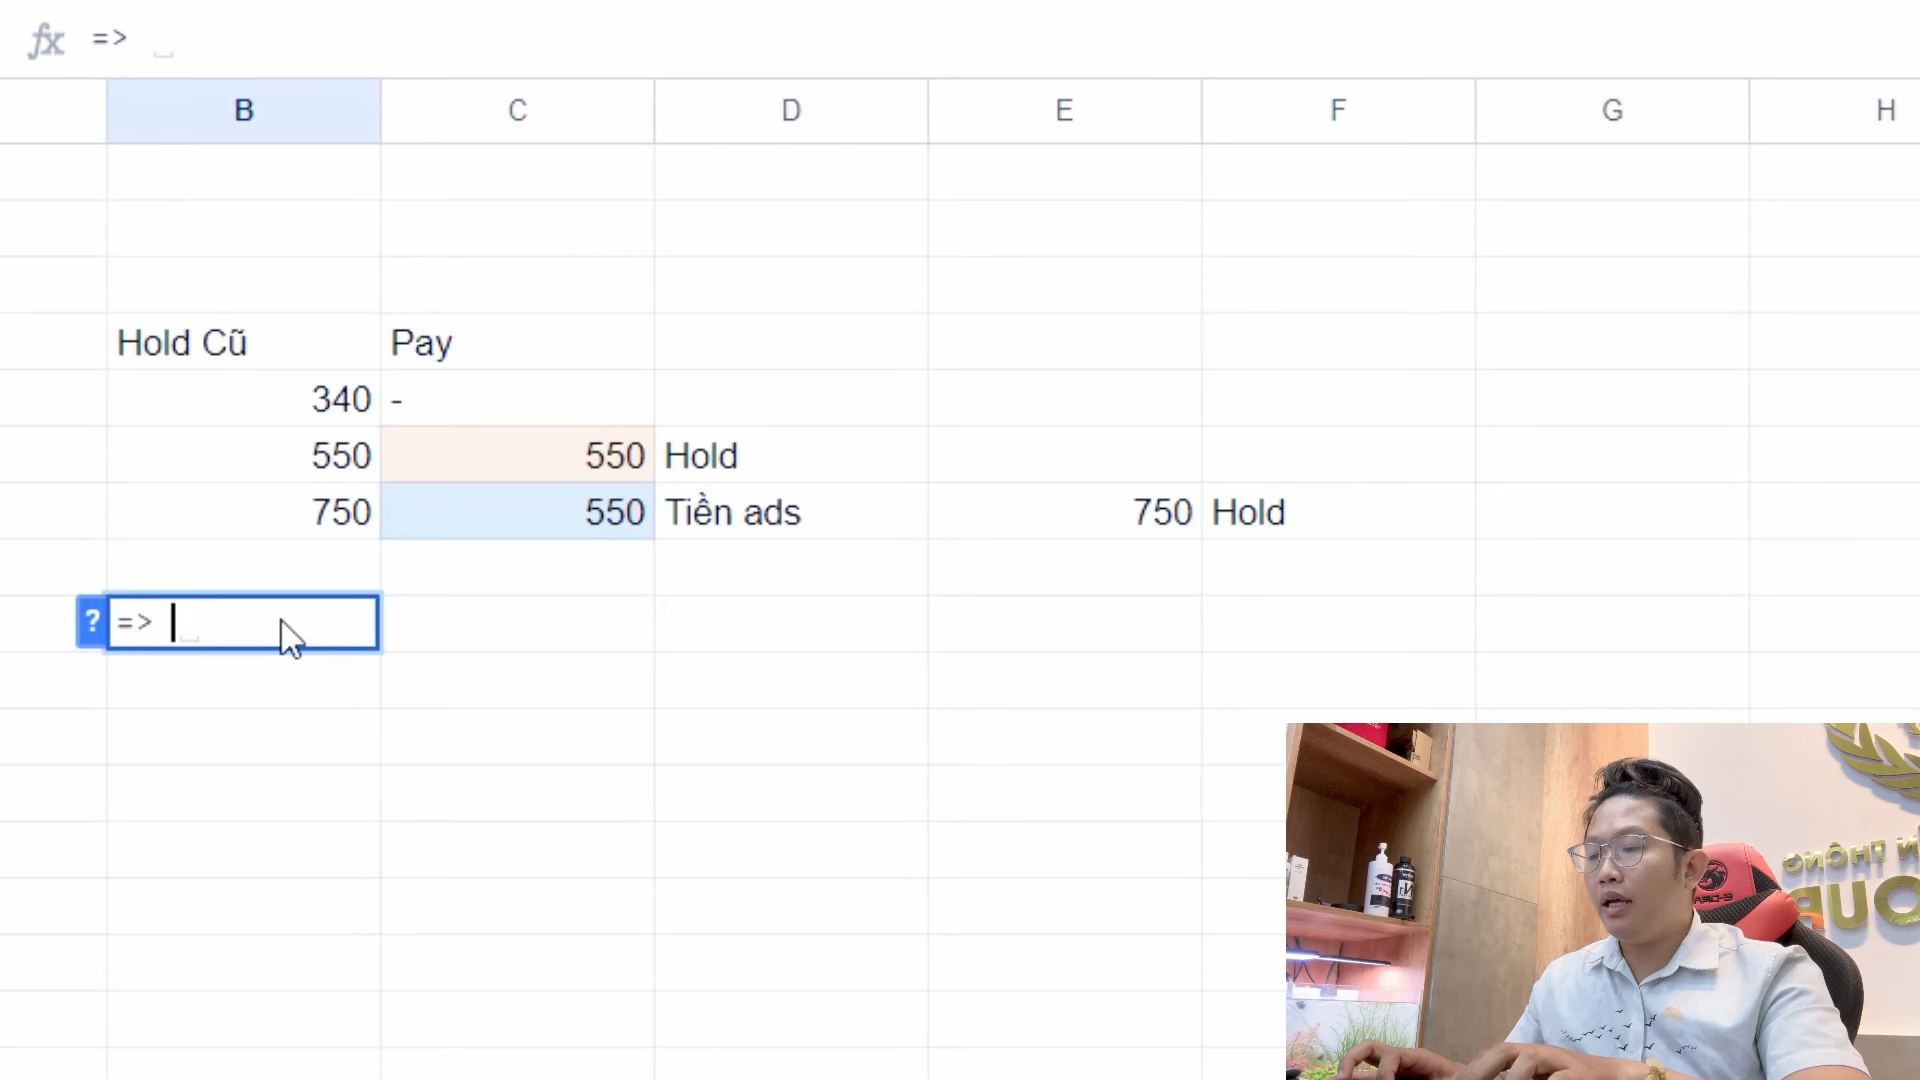 fx =>
B C D E F G H
Hold Cũ Pay
340 -
550 550 Hold
750 550 Tiền ads 750 Hold
? =>